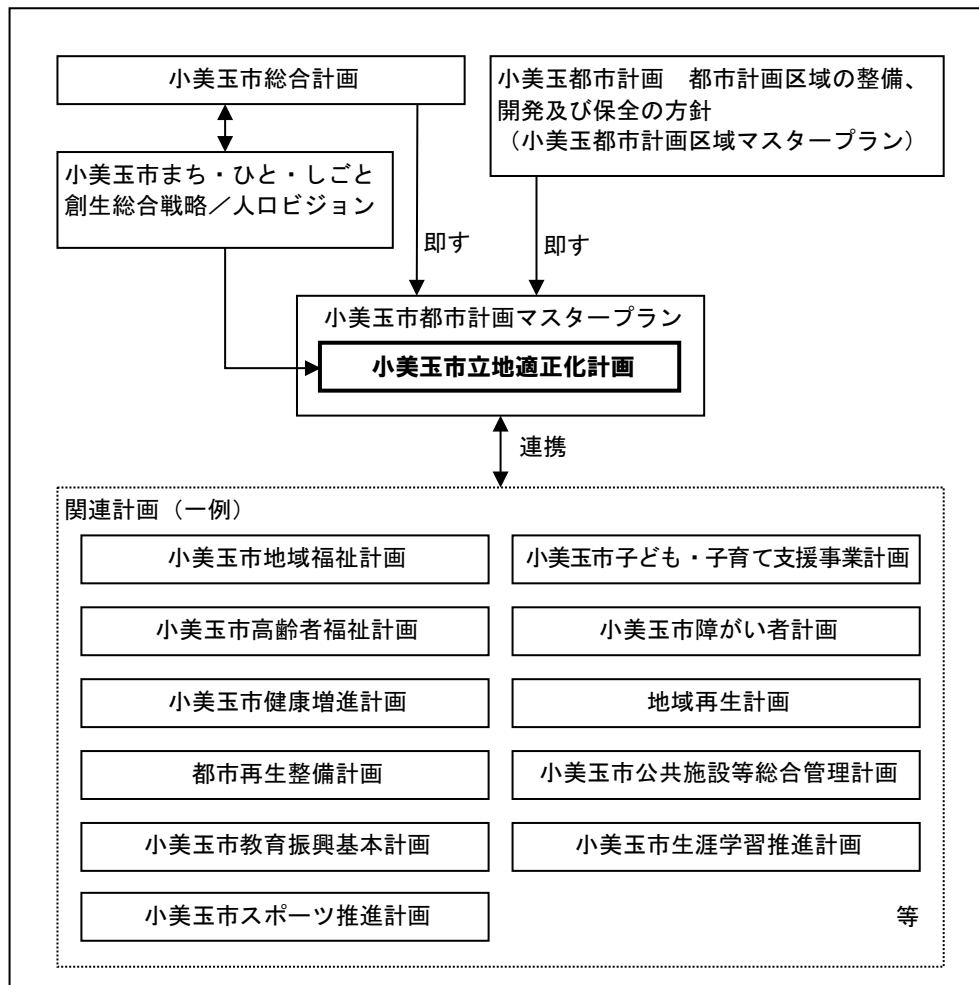 小美玉市総合計画
小美玉都市計画　都市計画区域の整備、
開発及び保全の方針
（小美玉都市計画区域マスタープラン）
小美玉市まち・ひと・しごと
創生総合戦略／人口ビジョン
即す
即す
小美玉市都市計画マスタープラン
小美玉市立地適正化計画
連携
関連計画（一例）
小美玉市地域福祉計画
小美玉市子ども・子育て支援事業計画
小美玉市高齢者福祉計画
小美玉市障がい者計画
小美玉市健康増進計画
地域再生計画
都市再生整備計画
小美玉市公共施設等総合管理計画
小美玉市教育振興基本計画
小美玉市生涯学習推進計画
小美玉市スポーツ推進計画
等